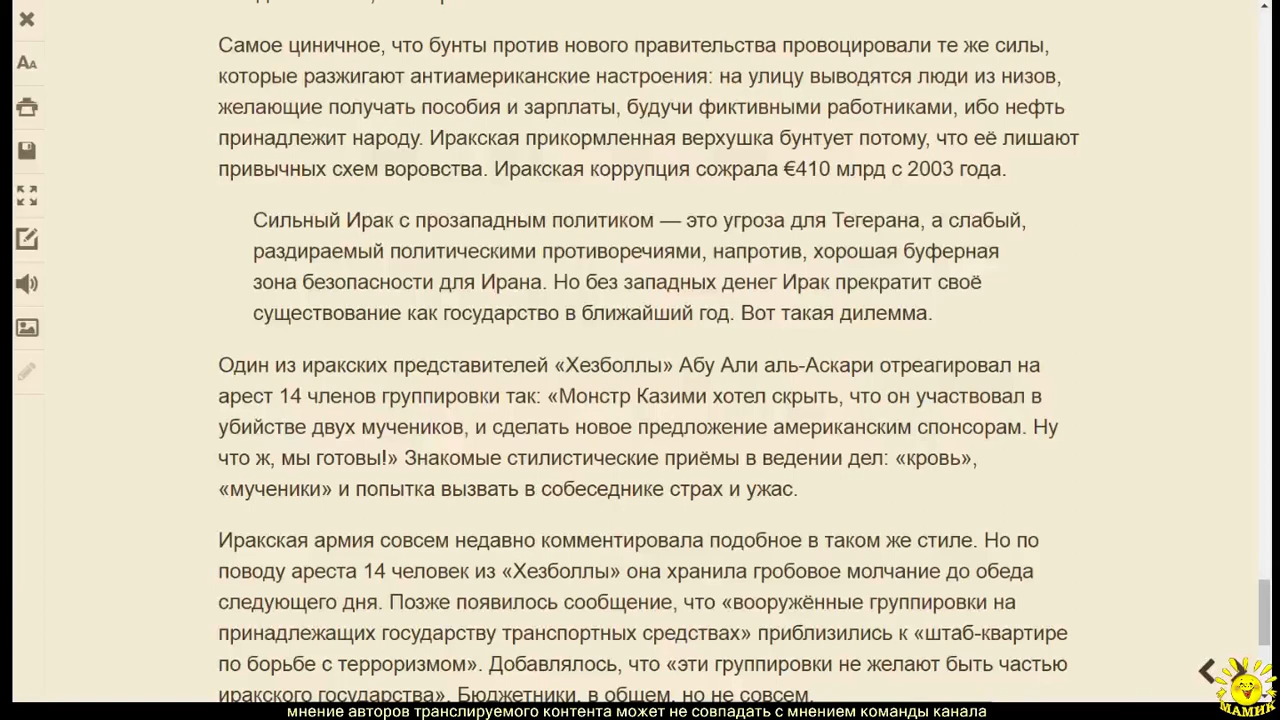 Самое циничное, что бунты против нового правительства провоцировали те же силы,
которые разжигают антиамериканские настроения: на улицу выводятся люди из низов,
желающие получать пособия и зарплаты, будучи фиктивными работниками, ибо нефть
принадлежит народу. Иракская прикормленная верхушка бунтует потому, что её лишают
привычных схем воровства. Иракская коррупция сожрала €410 млрд с 2003 года.
Сильный Ирак с прозападным политиком — это угроза для Тегерана, а слабый,
раздираемый политическими противоречиями, напротив, хорошая буферная
зона безопасности для Ирана. Но без западных денег Ирак прекратит своё
существование как государство в ближайший год. Вот такая дилемма.
Один из иракских представителей «Хезболлы» Абу Али аль-Аскари отреагировал на
арест 14 членов группировки так: «Монстр Казими хотел скрыть, что он участвовал в
убийстве двух мучеников, и сделать новое предложение американским спонсорам. Ну
что ж, мы готовы!» Знакомые стилистические приёмы в ведении дел: «кровь»,
«мученики» и попытка вызвать в собеседнике страх и ужас.
Иракская армия совсем недавно комментировала подобное в таком же стиле. Но по
поводу ареста 14 человек из «Хезболлы» она хранила гробовое молчание до обеда
следующего дня. Позже появилось сообщение, что «вооружённые группировки на
принадлежащих государству транспортных средствах» приблизились к «штаб-квартире
по борьбе с терроризмом». Добавлялось, что «эти группировки не желают быть частью
иракского государства». Бюджетники, в общем, но не совсем.
МАМИК
мнение авторов транслируемого контента может не совпадать с мнением команды канала